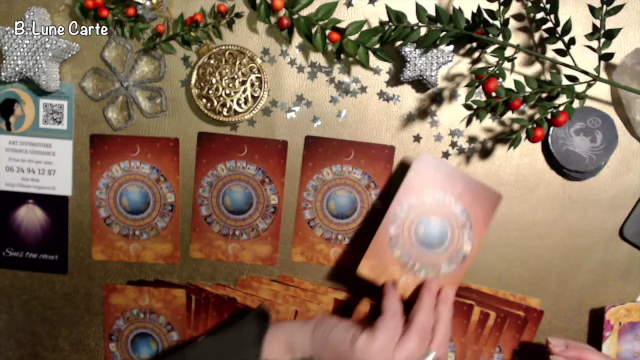 B. Lune Carte
ART DIVINATOIRE
VOYANCE GUIDANCE
06 24 94 12 87
Suis ton cœur